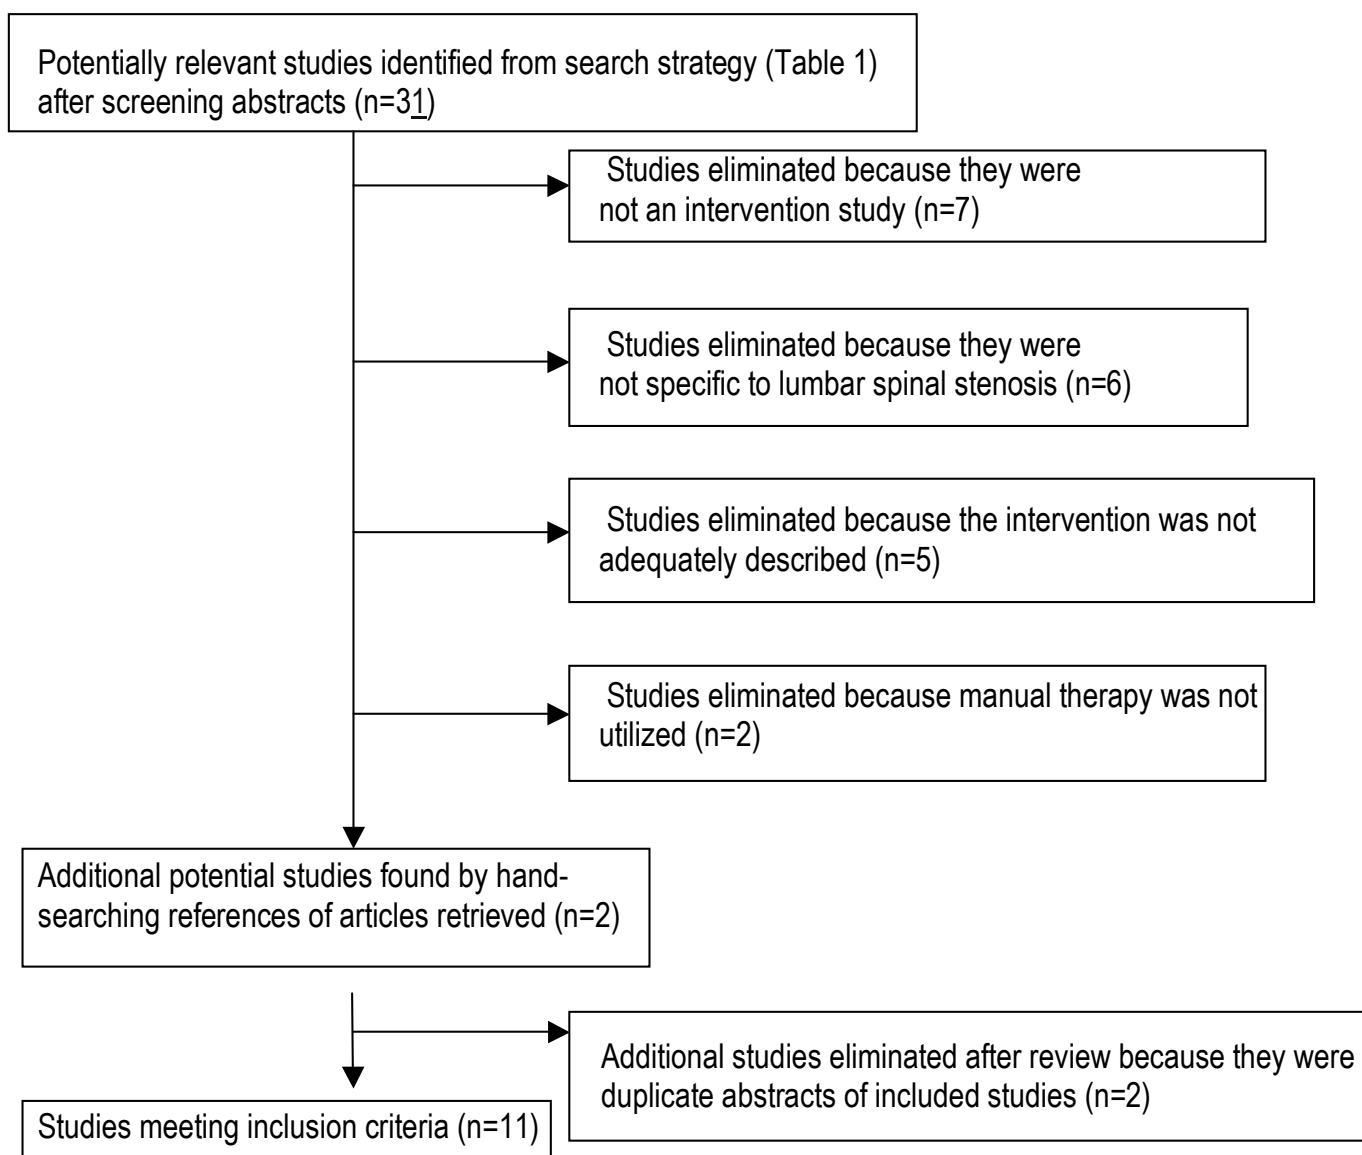 Potentially relevant studies identified from search strategy (Table 1)
after screening abstracts (n=31)
Studies eliminated because they were
not an intervention study (n=7)
Studies eliminated because they were
not specific to lumbar spinal stenosis (n=6)
Studies eliminated because the intervention was not
adequately described (n=5)
Studies eliminated because manual therapy was not
utilized (n=2)
Additional potential studies found by hand-
searching references of articles retrieved (n=2)
Additional studies eliminated after review because they were
duplicate abstracts of included studies (n=2)
Studies meeting inclusion criteria (n=11)